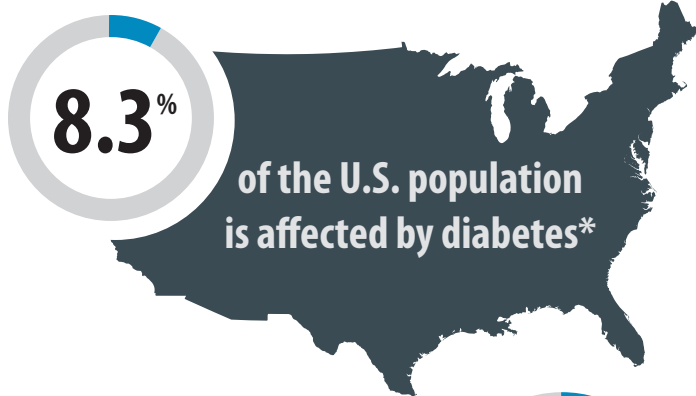 8.3%
of the U.S. population
is affected by diabetes*